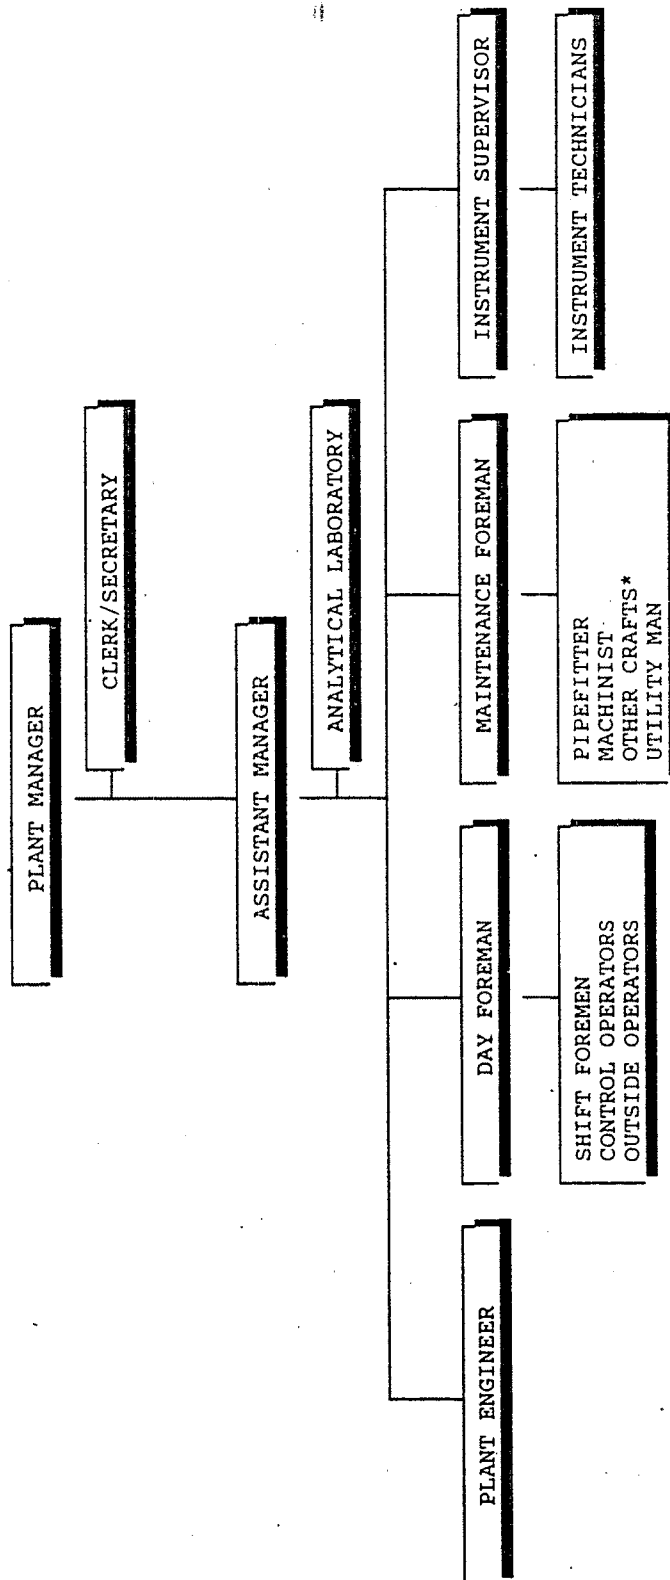 PLANT MANAGER
CLERK/SECRETARY
ASSISTANT MANAGER
ANALYTICAL LABORATORY
PLANT ENGINEER
DAY FOREMAN
MAINTENANCE FOREMAN
INSTRUMENT SUPERVISOR
SHIFT FOREMEN
CONTROL OPERATORS
OUTSIDE OPERATORS
PIPEFITTER
MACHINIST
OTHER CRAFTS*
UTILITY MAN
INSTRUMENT TECHNICIANS